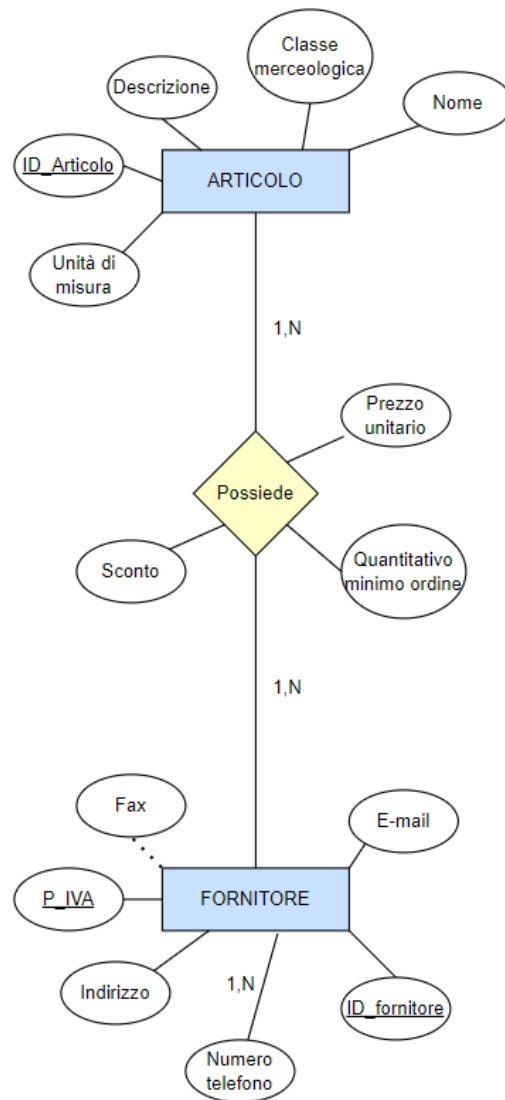 Classe
merceologica
Descrizione
Nome
ID_Articolo
ARTICOLO
Unità di
misura
1,N
Prezzo
unitario
Possiede
Sconto
Quantitativo
minimo ordine
1,N
Fax
E-mail
P_IVA
FORNITORE
Indirizzo
1,N
ID_fornitore
Numero
telefono